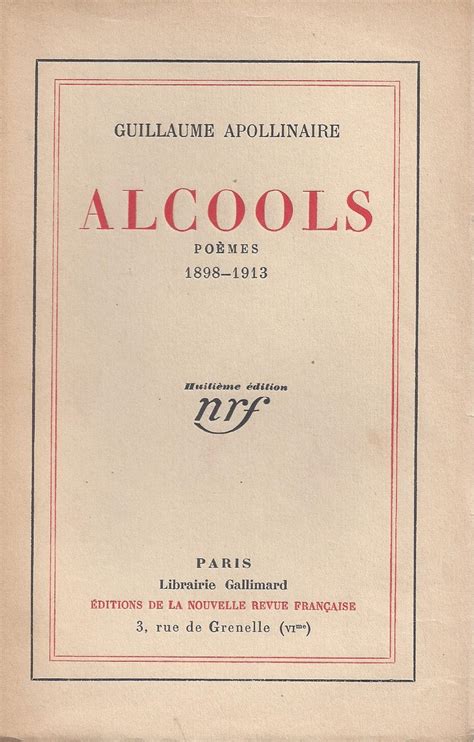 GUILLAUME APOLLINAIRE
ALCOOLS
POÈMES
1898–1913
Huitième édition
nrf
PARIS
Librairie Gallimard
ÉDITIONS DE LA NOUVELLE REVUE FRANÇAISE
3, rue de Grenelle (VIme)